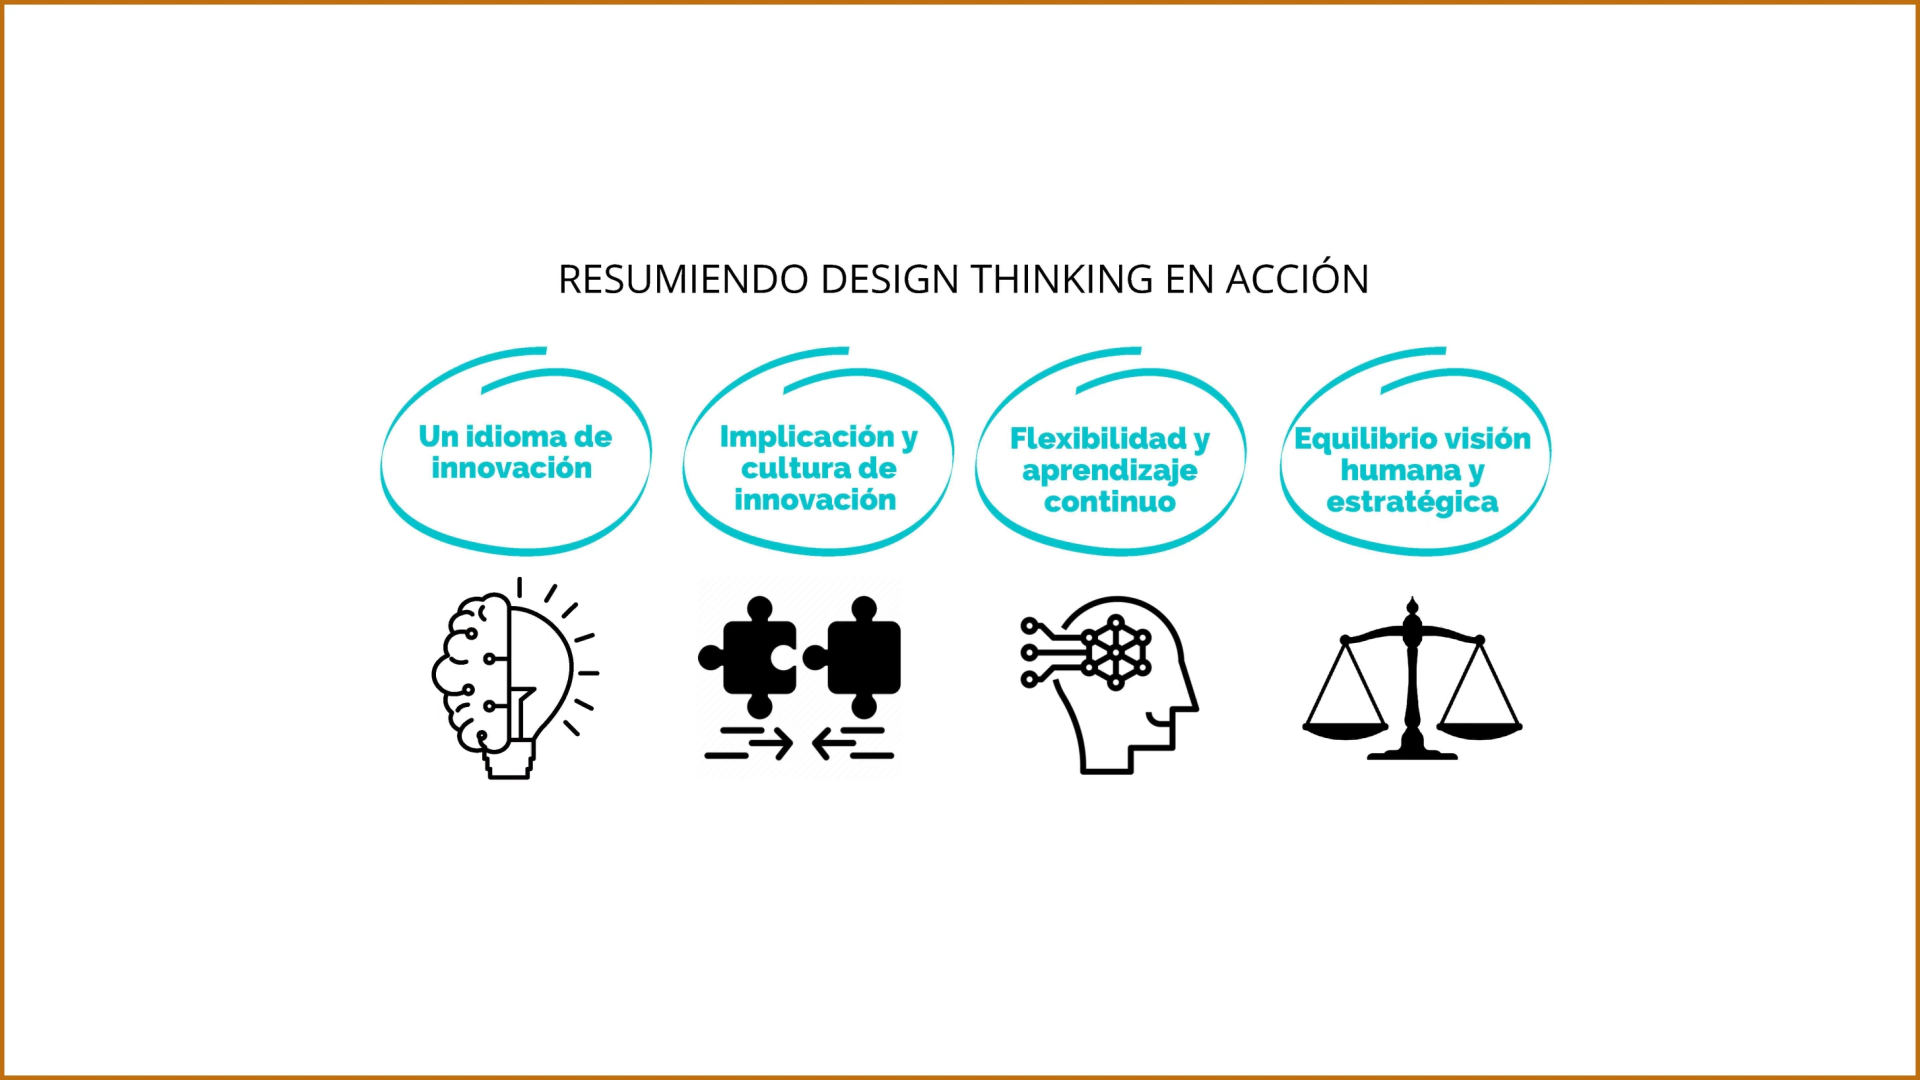 RESUMIENDO DESIGN THINKING EN ACCIÓN
Un idioma de
innovación
Implicación y
cultura de
innovación
Flexibilidad y
aprendizaje
continuo
Equilibrio visión
humana y
estratégica